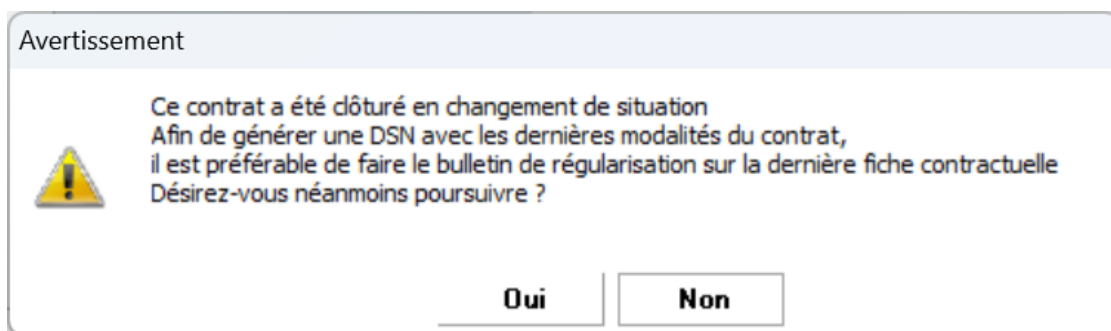 Avertissement
Ce contrat a été clôturé en changement de situation
Afin de générer une DSN avec les dernières modalités du contrat,
il est préférable de faire le bulletin de régularisation sur la dernière fiche contractuelle
Désirez-vous néanmoins poursuivre ?
Oui
Non